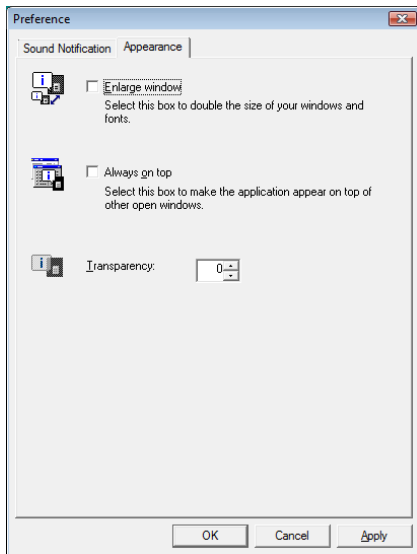 Preference
Sound Notification Appearance
Enlarge window
Select this box to double the size of your windows and
fonts.
Always on top
Select this box to make the application appear on top of
other open windows.
Transparency: 0
OK Cancel Apply